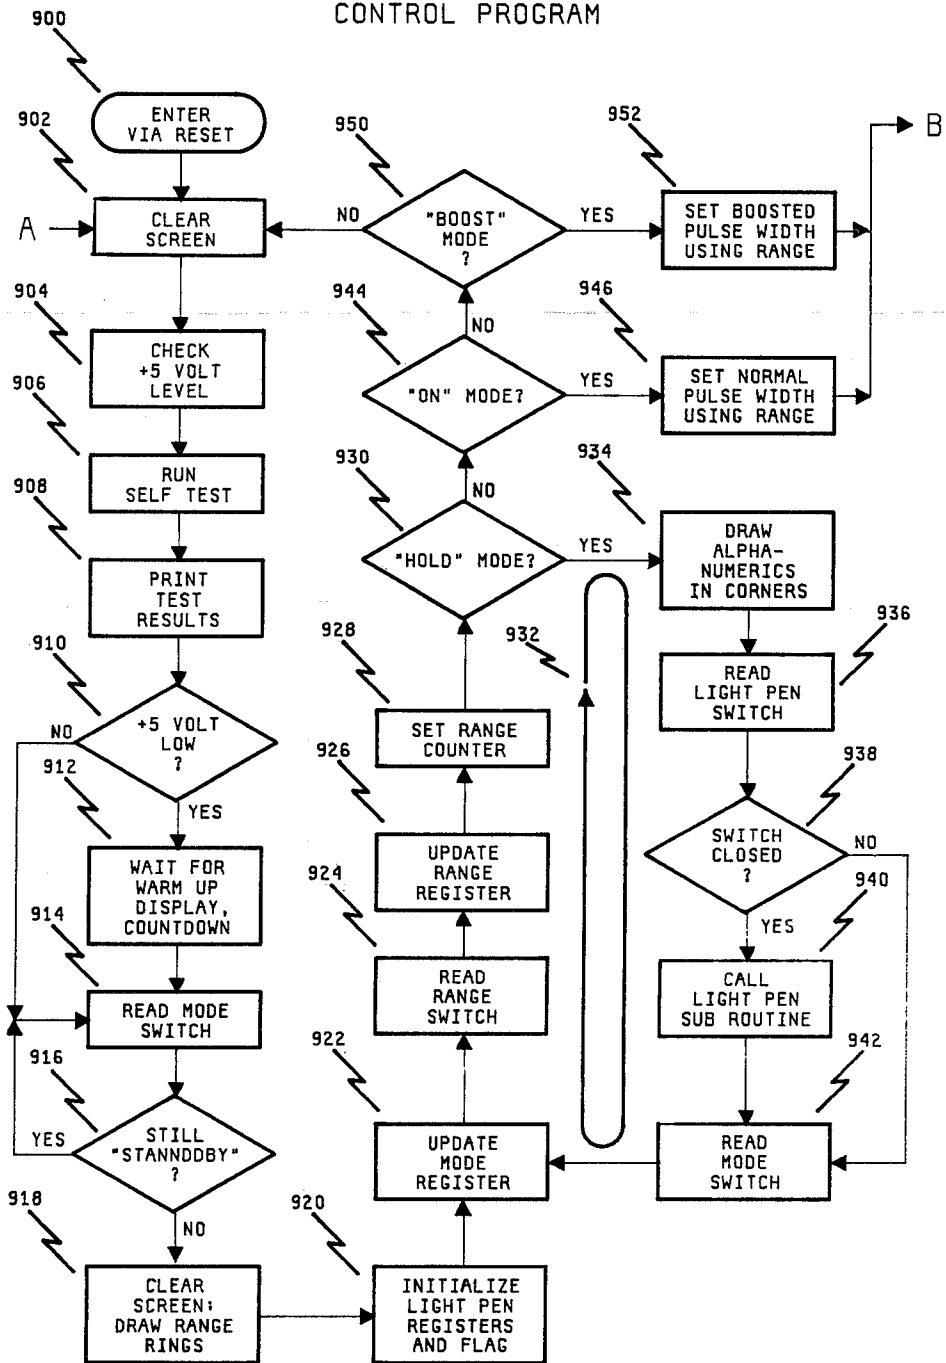 CONTROL PROGRAM
900
ENTER
VIA RESET
902
A
CLEAR
SCREEN
904
CHECK
+5 VOLT
LEVEL
906
RUN
SELF TEST
908
PRINT
TEST
RESULTS
910
+5 VOLT
LOW
?
NO
YES
912
WAIT FOR
WARM UP
DISPLAY,
COUNTDOWN
914
READ MODE
SWITCH
916
STILL
"STANNDDBY"
?
YES
NO
918
CLEAR
SCREEN;
DRAW RANGE
RINGS
920
INITIALIZE
LIGHT PEN
REGISTERS
AND FLAG
922
UPDATE
MODE
REGISTER
924
READ
RANGE
SWITCH
926
UPDATE
RANGE
REGISTER
928
SET RANGE
COUNTER
930
"HOLD" MODE?
YES
NO
932
934
DRAW
ALPHA-
NUMERICS
IN CORNERS
936
READ
LIGHT PEN
SWITCH
938
SWITCH
CLOSED
?
NO
YES
940
CALL
LIGHT PEN
SUB ROUTINE
942
READ
MODE
SWITCH
944
"ON" MODE?
YES
NO
946
SET NORMAL
PULSE WIDTH
USING RANGE
950
"BOOST"
MODE
?
NO
YES
952
SET BOOSTED
PULSE WIDTH
USING RANGE
B